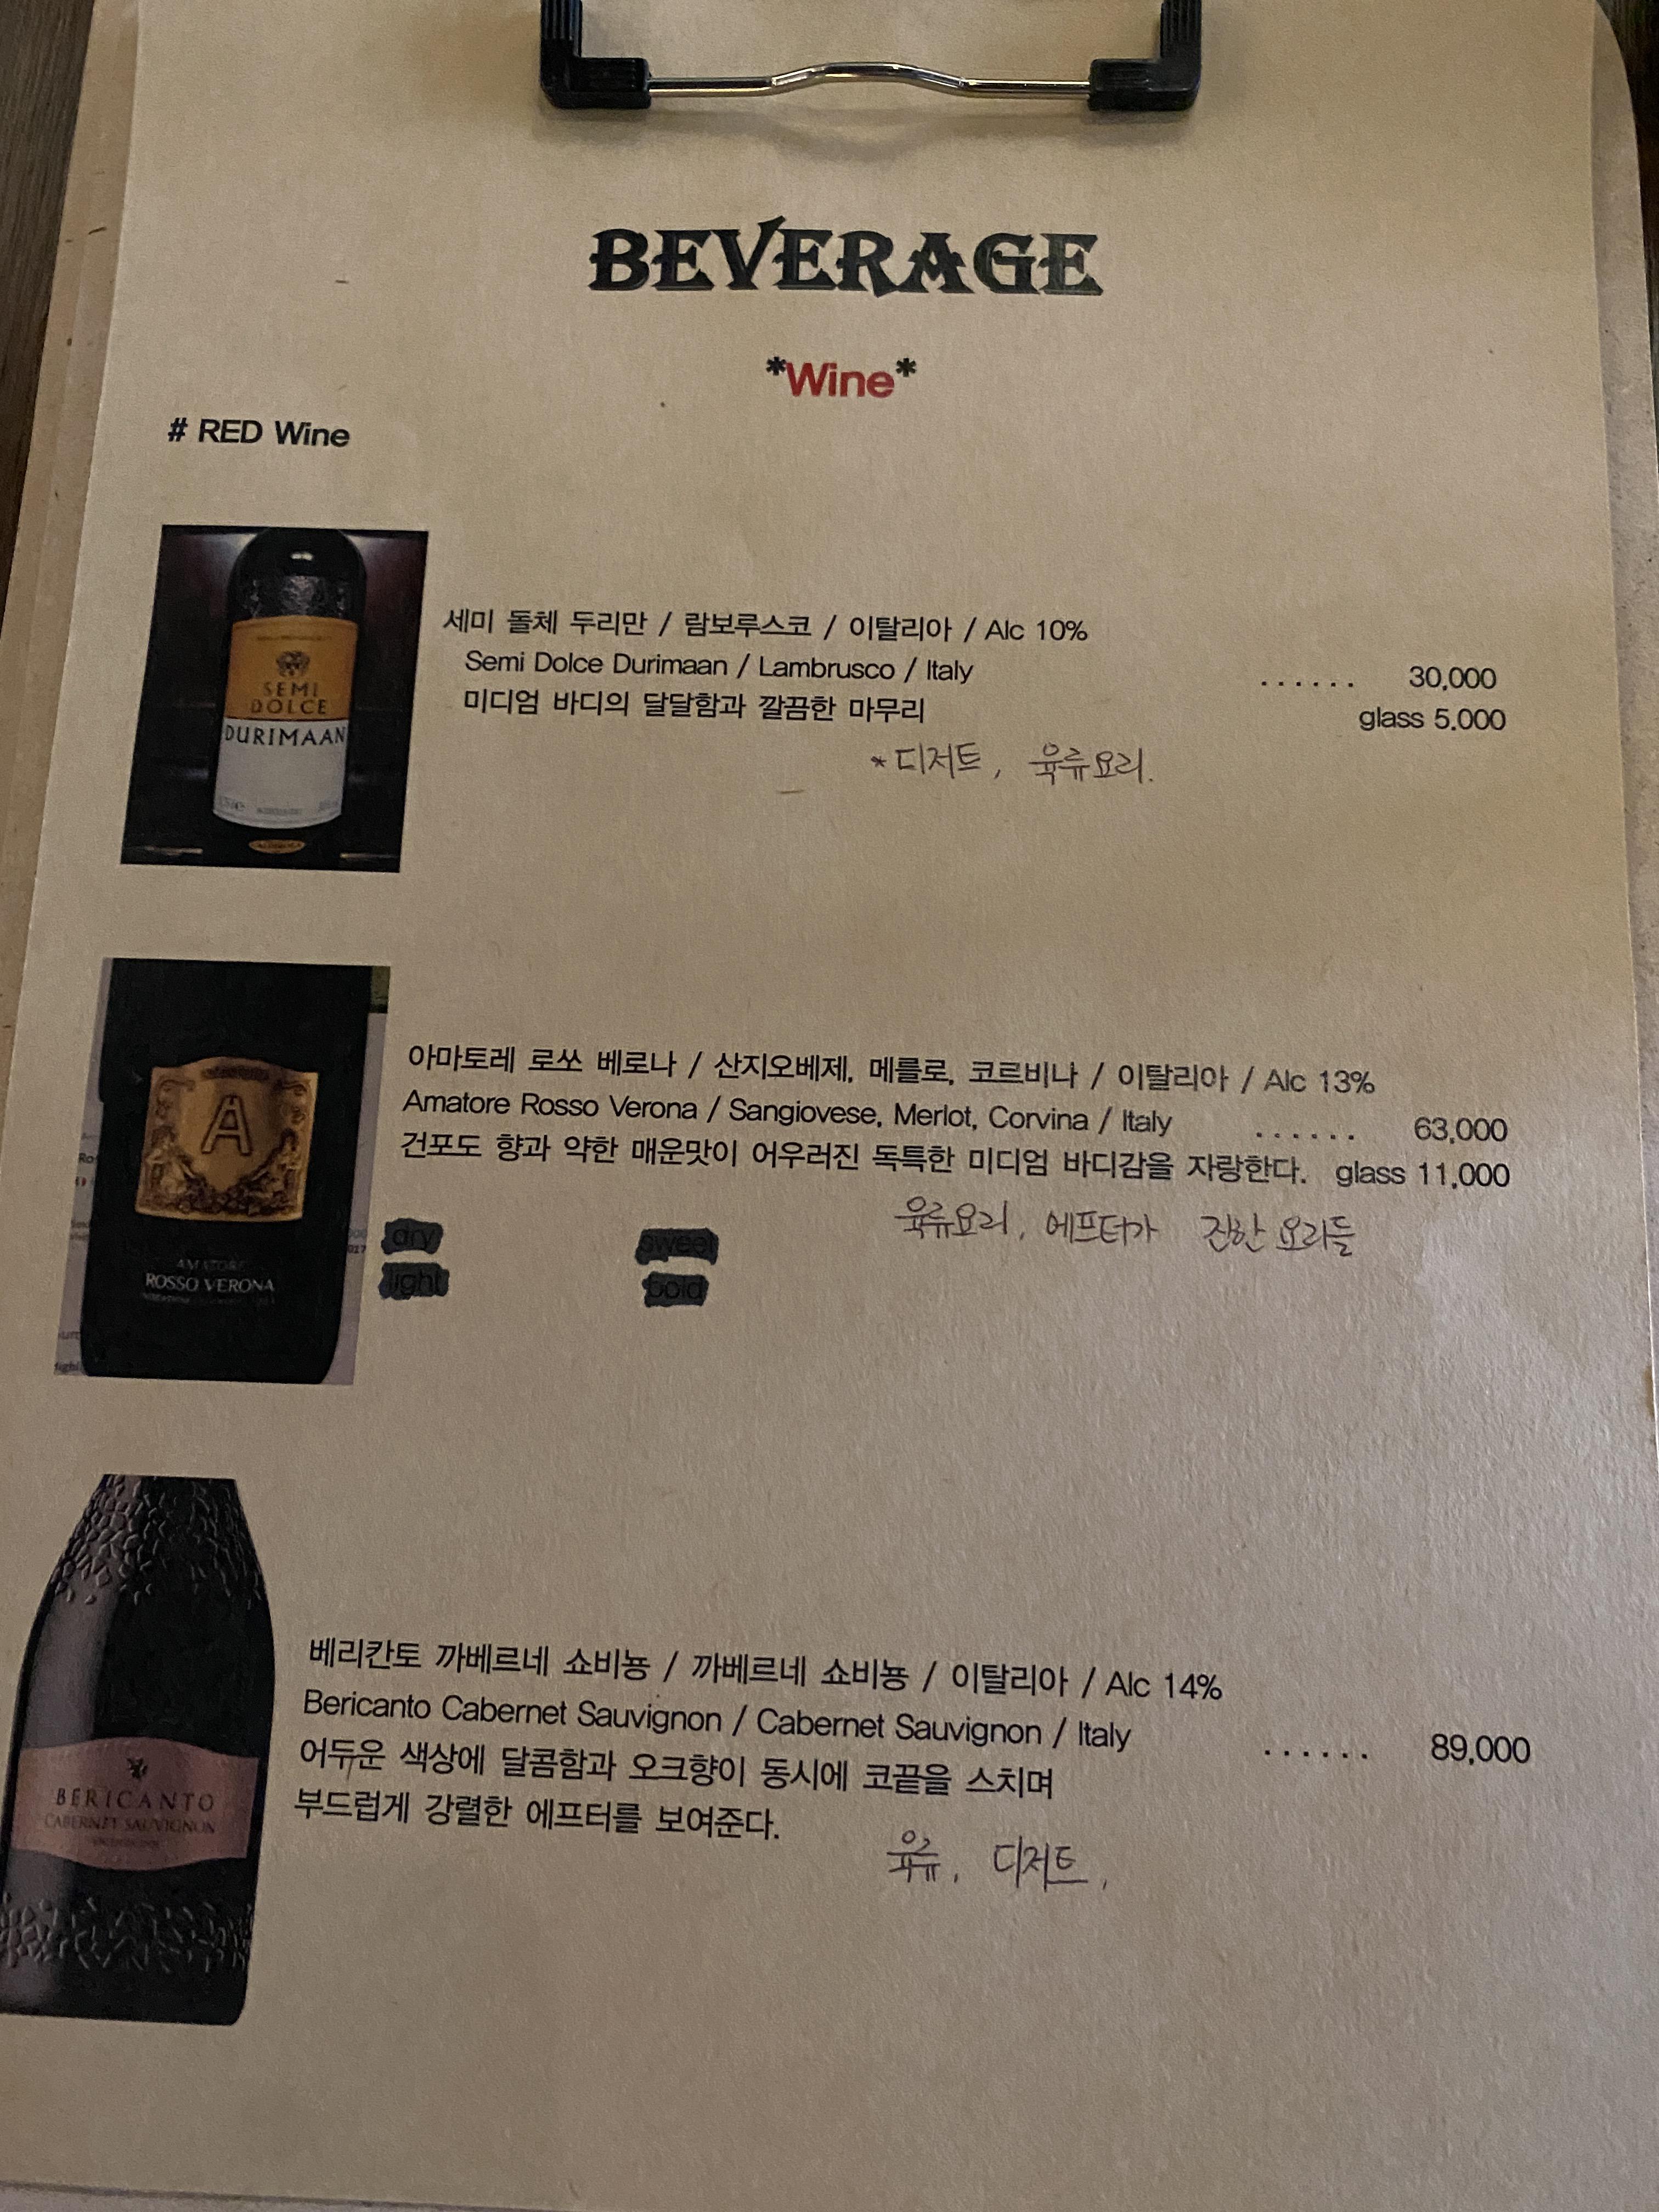 BEVERAGE
*Wine*
# RED Wine
SEMI
DOLCE
DURIMAAN
세미 돌체 두리만 / 람보루스코 / 이탈리아 / Alc 10%
Semi Dolce Durimaan / Lambrusco / Italy ...... 30,000
미디엄 바디의 달달함과 깔끔한 마무리 glass 5.000
* 디저트, 육류요리.
A
AMATORE
ROSSO VERONA
아마토레 로쏘 베로나 / 산지오베제, 메를로, 코르비나 / 이탈리아 / Alc 13%
Amatore Rosso Verona / Sangiovese, Merlot, Corvina / Italy ...... 63,000
건포도 향과 약한 매운맛이 어우러진 독특한 미디엄 바디감을 자랑한다. glass 11,000
육류요리, 에프터가 진한 요리들
dry sweet
light bold
BERICANTO
CABERNET SAUVIGNON
베리칸토 까베르네 쇼비뇽 / 까베르네 쇼비뇽 / 이탈리아 / Alc 14%
Bericanto Cabernet Sauvignon / Cabernet Sauvignon / Italy ...... 89,000
어두운 색상에 달콤함과 오크향이 동시에 코끝을 스치며
부드럽게 강렬한 에프터를 보여준다.
육류, 디저트,